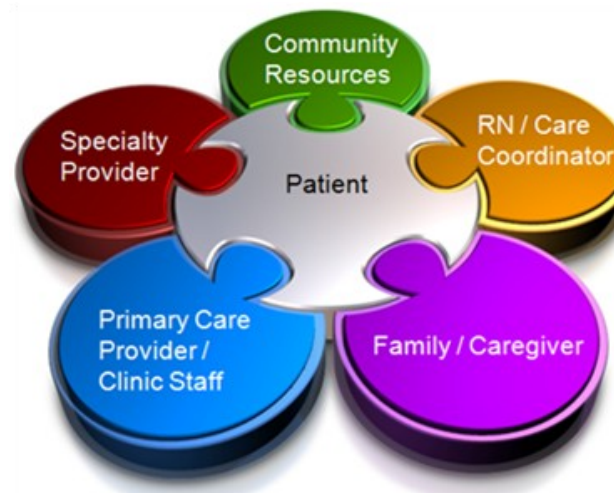 Community
Resources
Specialty
Provider
RN / Care
Coordinator
Patient
Primary Care
Provider /
Clinic Staff
Family / Caregiver